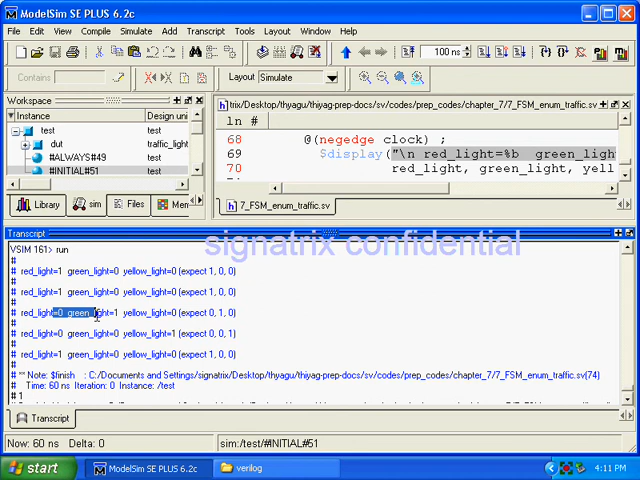 ModelSim SE PLUS 6.2c
File Edit View Compile Simulate Add Transcript Tools Layout Window Help
100 ns
Contains Layout Simulate
Workspace
Instance Design uni
test test
dut traffic_light
#ALWAYS#49 test
#INITIAL#51 test
Library sim Files Mem
trix/Desktop/thyagu/thiyag-prep-docs/sv/codes/prep_codes/chapter_7/7_FSM_enum_traffic.sv
ln #
68 @(negedge clock) ;
69 $display("\n red_light=%b green_light
70 red_light, green_light, yell
7_FSM_enum_traffic.sv
Transcript
signatrix confidential
VSIM 161> run
#
# red_light=1 green_light=0 yellow_light=0 (expect 1, 0, 0)
#
# red_light=1 green_light=0 yellow_light=0 (expect 1, 0, 0)
#
# red_light=0 green_light=1 yellow_light=0 (expect 0, 1, 0)
#
# red_light=0 green_light=0 yellow_light=1 (expect 0, 0, 1)
#
# red_light=1 green_light=0 yellow_light=0 (expect 1, 0, 0)
#
# ** Note: $finish : C:/Documents and Settings/signatrix/Desktop/thyagu/thiyag-prep-docs/sv/codes/prep_codes/chapter_7/7_FSM_enum_traffic.sv(74)
# Time: 60 ns Iteration: 0 Instance: /test
# 1
Transcript
Now: 60 ns Delta: 0 sim:/test/#INITIAL#51
start ModelSim SE PLUS 6.2c verilog 4:11 PM